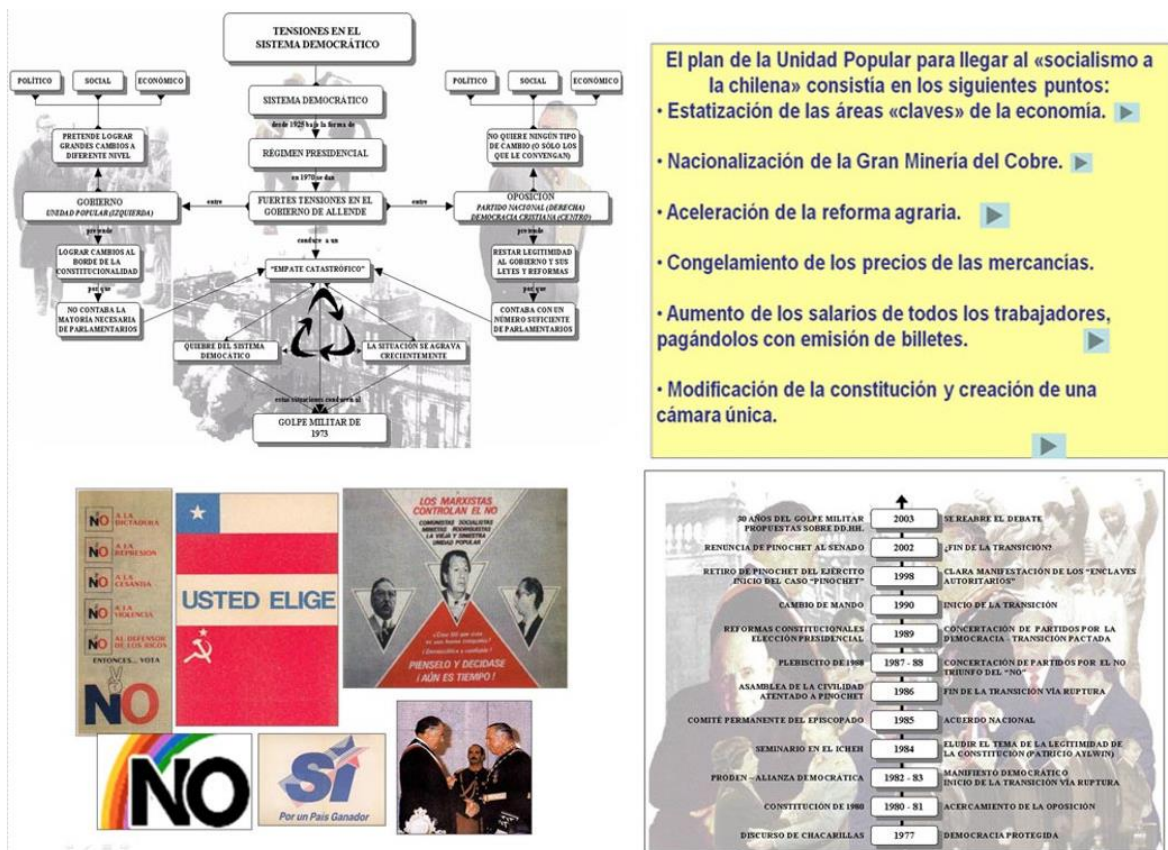 TENSIONES EN EL
SISTEMA DEMOCRÁTICO
POLÍTICO
SOCIAL
ECONÓMICO
SISTEMA DEMOCRÁTICO
desde 1925 bajo la forma de
RÉGIMEN PRESIDENCIAL
en 1970 se dan
FUERTES TENSIONES EN EL
GOBIERNO DE ALLENDE
POLÍTICO
SOCIAL
ECONÓMICO
PRETENDE LOGRAR
GRANDES CAMBIOS A
DIFERENTE NIVEL
NO QUIERE NINGÚN TIPO
DE CAMBIO (O SÓLO LOS
QUE LE CONVENGAN)
GOBIERNO
UNIDAD POPULAR (IZQUIERDA)
entre
entre
OPOSICIÓN
PARTIDO NACIONAL (DERECHA)
DEMOCRACIA CRISTIANA (CENTRO)
pretende
conduce a un
pretende
LOGRAR CAMBIOS AL
BORDE DE LA
CONSTITUCIONALIDAD
"EMPATE CATASTRÓFICO"
RESTAR LEGITIMIDAD
AL GOBIERNO Y SUS
LEYES Y REFORMAS
por que
por que
NO CONTABA LA
MAYORÍA NECESARIA
DE PARLAMENTARIOS
CONTABA CON UN
NÚMERO SUFICIENTE
DE PARLAMENTARIOS
QUIEBRE DEL SISTEMA
DEMOCÁTICO
LA SITUACIÓN SE AGRAVA
CRECIENTEMENTE
estas situaciones conducen al
GOLPE MILITAR DE
1973
El plan de la Unidad Popular para llegar al «socialismo a
la chilena» consistía en los siguientes puntos:
• Estatización de las áreas «claves» de la economía.
• Nacionalización de la Gran Minería del Cobre.
• Aceleración de la reforma agraria.
• Congelamiento de los precios de las mercancías.
• Aumento de los salarios de todos los trabajadores,
pagándolos con emisión de billetes.
• Modificación de la constitución y creación de una
cámara única.
NO A LA
DICTADURA
NO A LA
REPRESION
NO A LA
CESANTIA
NO A LA
VIOLENCIA
NO AL DEFENSOR
DE LOS RICOS
ENTONCES... VOTA
NO
USTED ELIGE
LOS MARXISTAS
CONTROLAN EL NO
COMUNISTAS SOCIALISTAS
MIRISTAS RODRIGUISTAS
LA VIEJA Y SINIESTRA
UNIDAD POPULAR
PIENSELO Y DECIDASE
¡AÚN ES TIEMPO!
NO
Sí
Por un País Ganador
30 AÑOS DEL GOLPE MILITAR
PROPUESTAS SOBRE DD.HH.
2003
SE REABRE EL DEBATE
RENUNCIA DE PINOCHET AL SENADO
2002
¿FIN DE LA TRANSICIÓN?
RETIRO DE PINOCHET DEL EJÉRCITO
INICIO DEL CASO "PINOCHET"
1998
CLARA MANIFESTACIÓN DE LOS "ENCLAVES
AUTORITARIOS"
CAMBIO DE MANDO
1990
INICIO DE LA TRANSICIÓN
REFORMAS CONSTITUCIONALES
ELECCIÓN PRESIDENCIAL
1989
CONCERTACIÓN DE PARTIDOS POR LA
DEMOCRACIA - TRANSICIÓN PACTADA
PLEBISCITO DE 1988
1987 - 88
CONCERTACIÓN DE PARTIDOS POR EL NO
TRIUNFO DEL "NO"
ASAMBLEA DE LA CIVILIDAD
ATENTADO A PINOCHET
1986
FIN DE LA TRANSICIÓN VÍA RUPTURA
COMITÉ PERMANENTE DEL EPISCOPADO
1985
ACUERDO NACIONAL
SEMINARIO EN EL ICHEH
1984
ELUDIR EL TEMA DE LA LEGITIMIDAD DE
LA CONSTITUCIÓN (PATRICIO AYLWIN)
PRODEN – ALIANZA DEMOCRÁTICA
1982 - 83
MANIFIESTO DEMOCRÁTICO
INICIO DE LA TRANSICIÓN VÍA RUPTURA
CONSTITUCIÓN DE 1980
1980 - 81
ACERCAMIENTO DE LA OPOSICIÓN
DISCURSO DE CHACARILLAS
1977
DEMOCRACIA PROTEGIDA